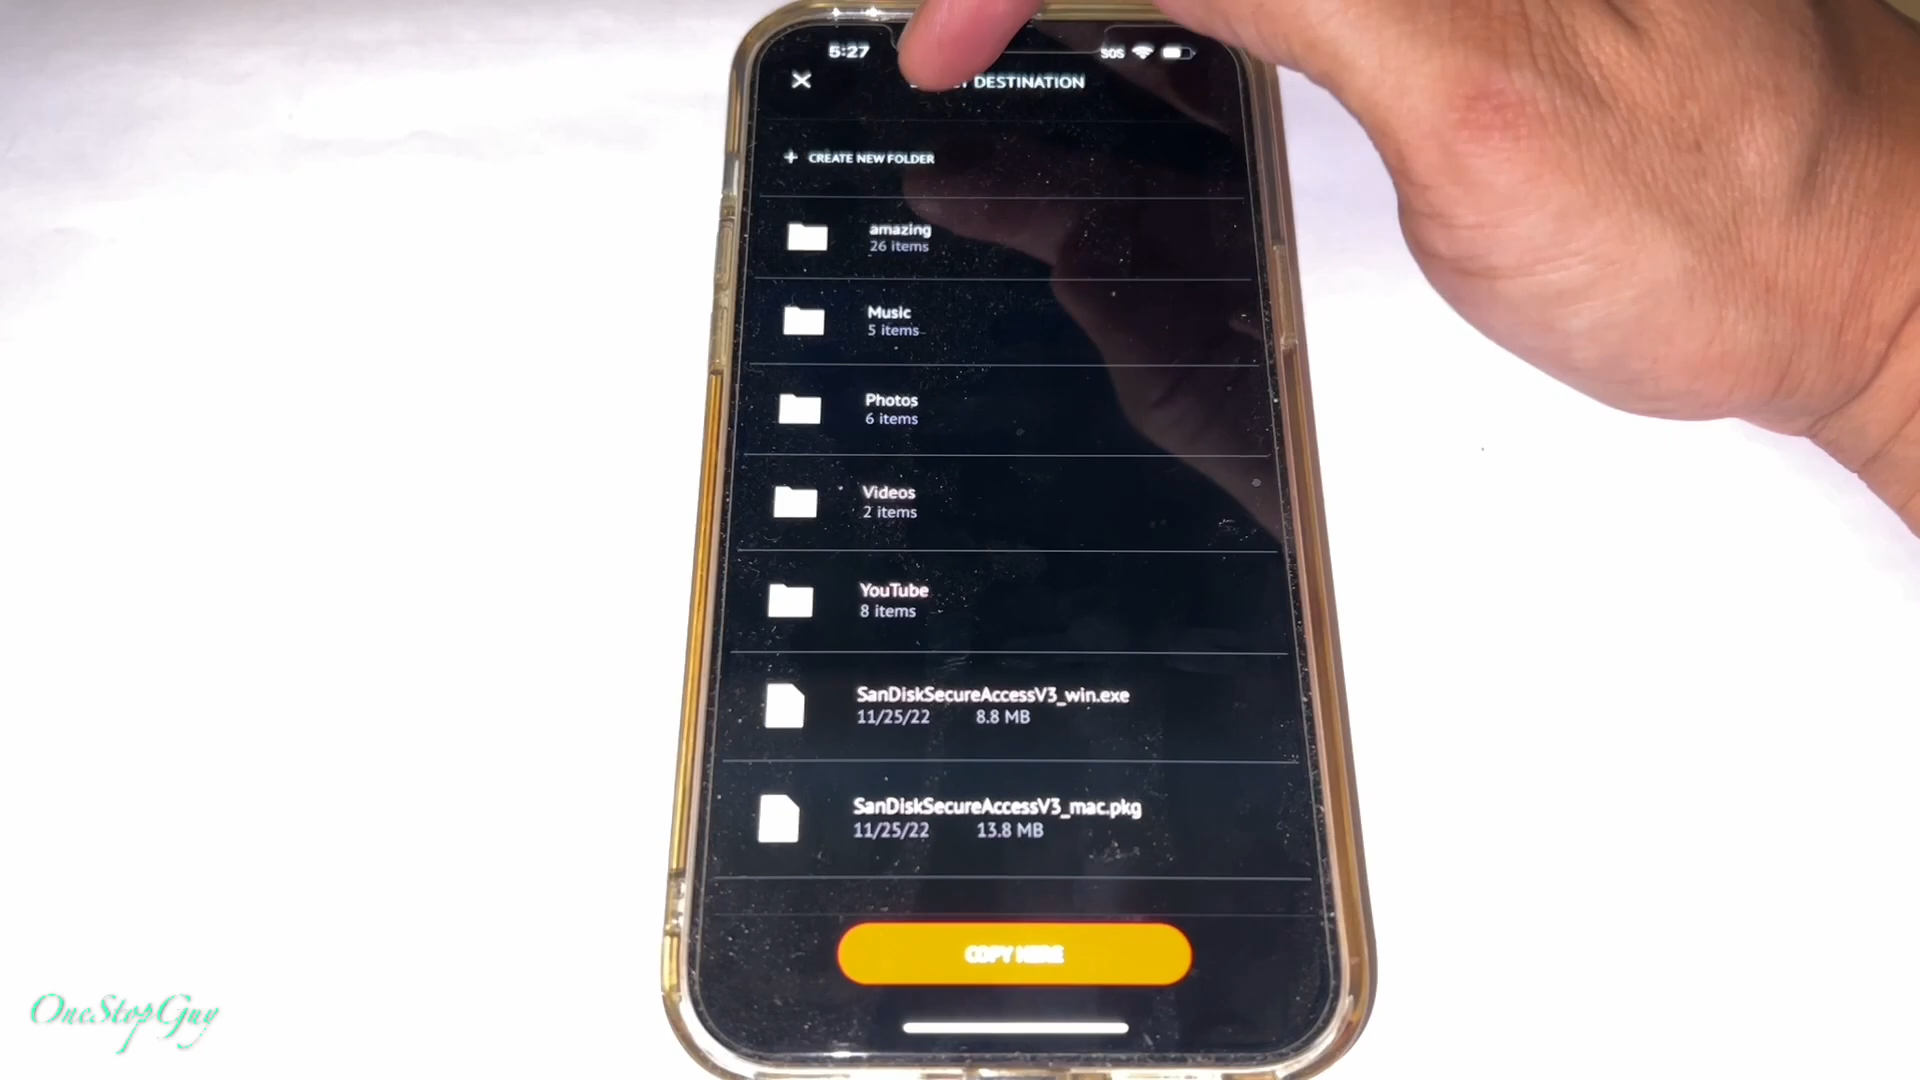 5:27
SOS
DESTINATION
+ CREATE NEW FOLDER
amazing
26 items
Music
5 items
Photos
6 items
Videos
2 items
YouTube
8 items
SanDiskSecureAccessV3_win.exe
11/25/22 8.8 MB
SanDiskSecureAccessV3_mac.pkg
11/25/22 13.8 MB
COPY HERE
OneStopGuy